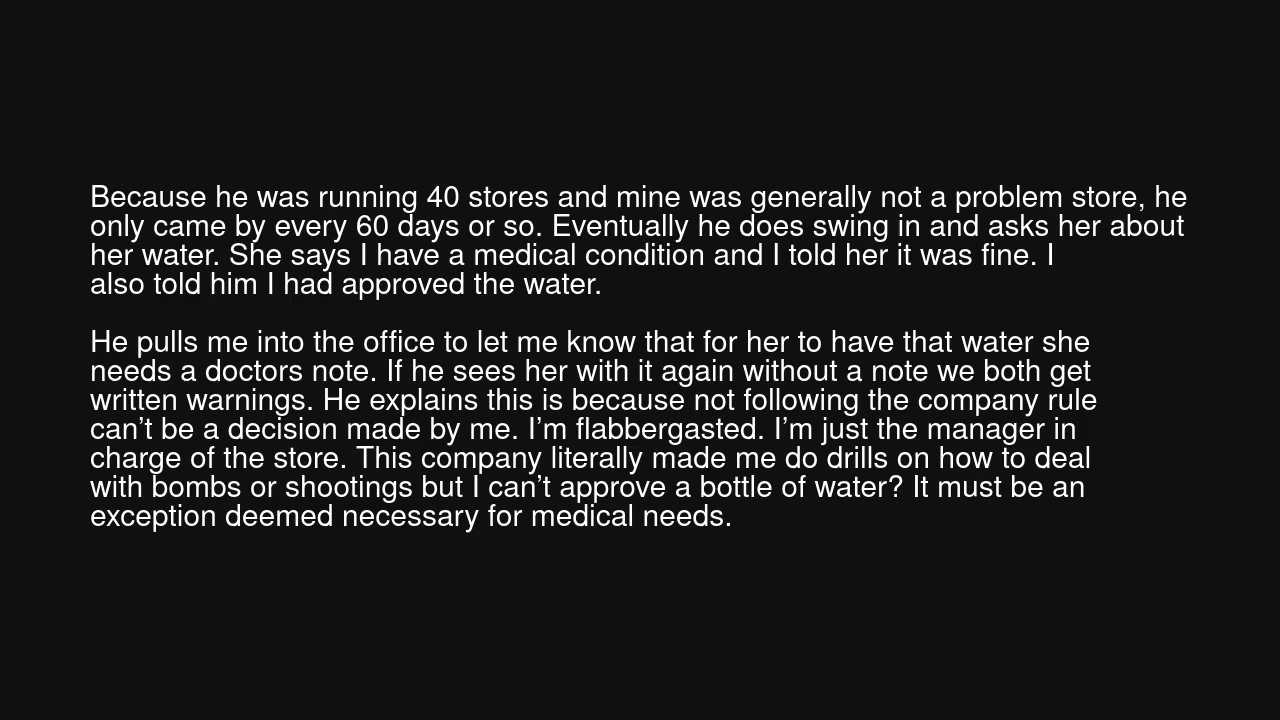 Because he was running 40 stores and mine was generally not a problem store, he
only came by every 60 days or so. Eventually he does swing in and asks her about
her water. She says I have a medical condition and I told her it was fine. I
also told him I had approved the water.
He pulls me into the office to let me know that for her to have that water she
needs a doctors note. If he sees her with it again without a note we both get
written warnings. He explains this is because not following the company rule
can’t be a decision made by me. I’m flabbergasted. I’m just the manager in
charge of the store. This company literally made me do drills on how to deal
with bombs or shootings but I can’t approve a bottle of water? It must be an
exception deemed necessary for medical needs.